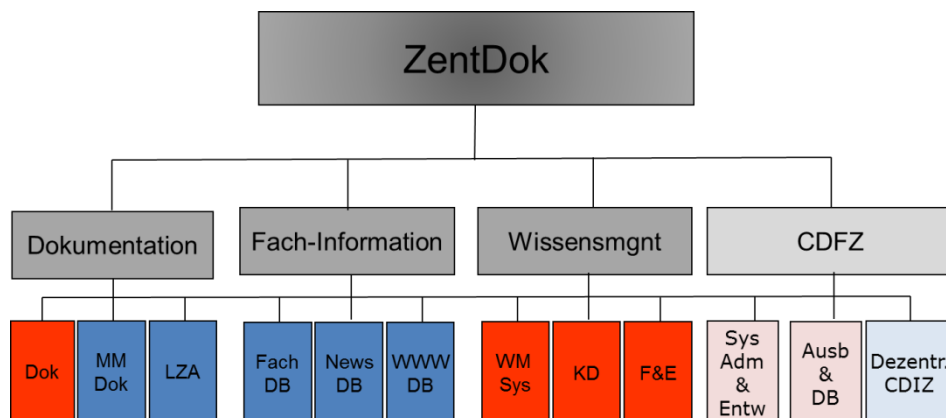 ZentDok
Dokumentation
Fach-Information
Wissensmgnt
CDFZ
Dok
MM
Dok
LZA
Fach
DB
News
DB
WWW
DB
WM
Sys
KD
F&E
Sys
Adm
&
Entw
Ausb
&
DB
Dezentr.
CDIZ